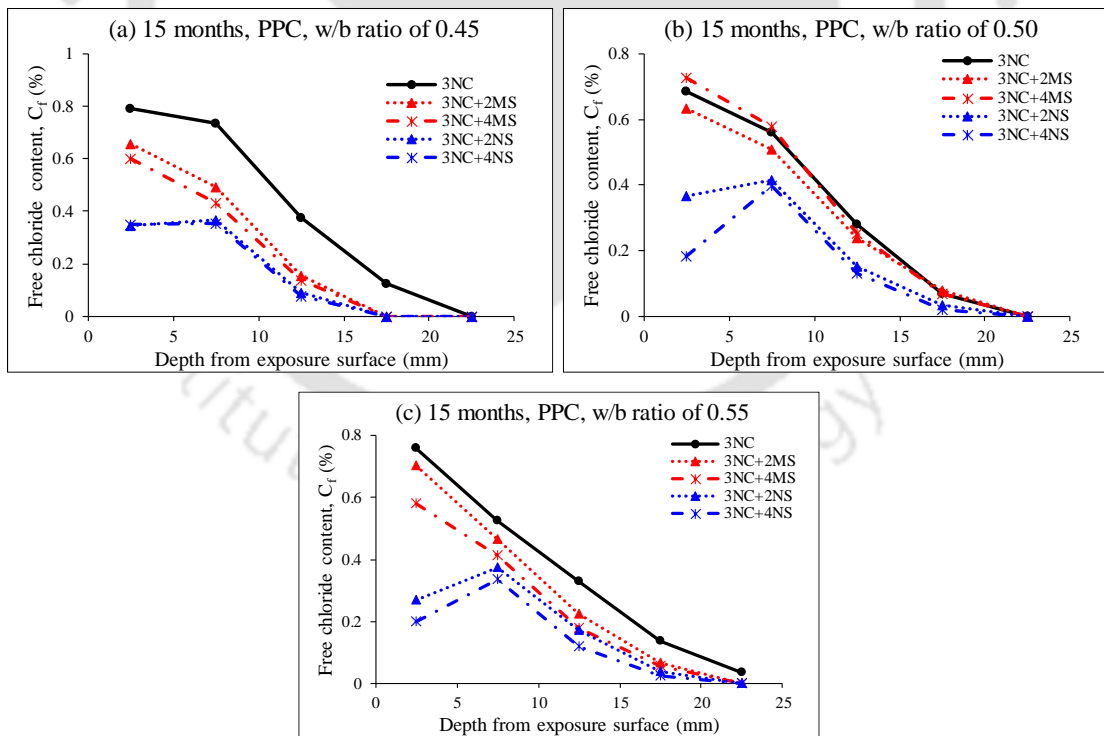 (a) 15 months, PPC, w/b ratio of 0.45
1
0.8
0.6
0.4
0.2
0
0 5 10 15 20 25
Free chloride content, C_f (%)
Depth from exposure surface (mm)
3NC
3NC+2MS
3NC+4MS
3NC+2NS
3NC+4NS
(b) 15 months, PPC, w/b ratio of 0.50
0.8
0.6
0.4
0.2
0
0 5 10 15 20 25
Free chloride content, C_f (%)
Depth from exposure surface (mm)
3NC
3NC+2MS
3NC+4MS
3NC+2NS
3NC+4NS
(c) 15 months, PPC, w/b ratio of 0.55
0.8
0.6
0.4
0.2
0
0 5 10 15 20 25
Free chloride content, C_f (%)
Depth from exposure surface (mm)
3NC
3NC+2MS
3NC+4MS
3NC+2NS
3NC+4NS